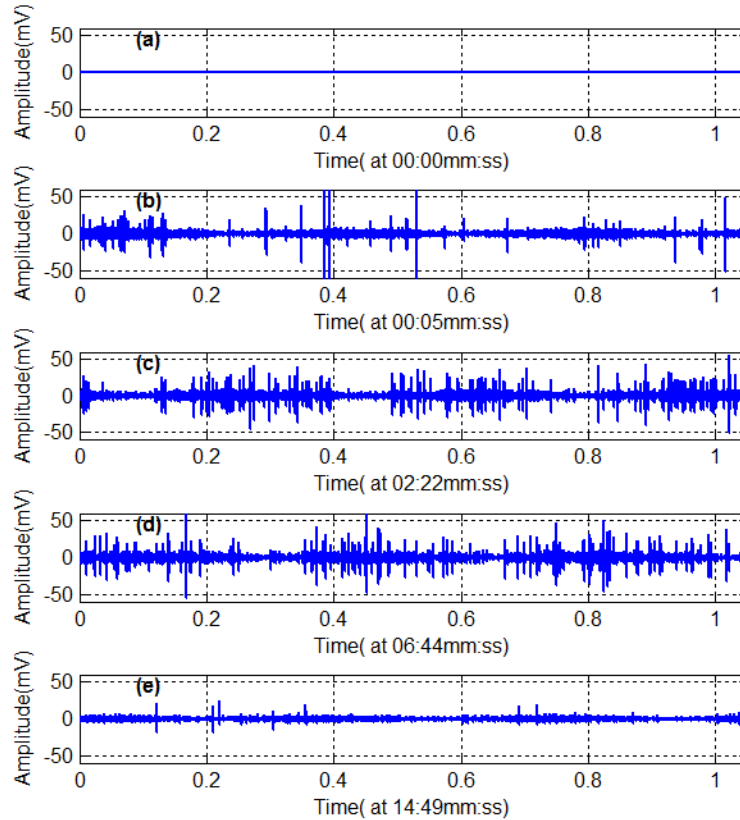 Amplitude(mV)
50
0
-50
(a)
0 0.2 0.4 0.6 0.8 1
Time( at 00:00mm:ss)
Amplitude(mV)
50
0
-50
(b)
0 0.2 0.4 0.6 0.8 1
Time( at 00:05mm:ss)
Amplitude(mV)
50
0
-50
(c)
0 0.2 0.4 0.6 0.8 1
Time( at 02:22mm:ss)
Amplitude(mV)
50
0
-50
(d)
0 0.2 0.4 0.6 0.8 1
Time( at 06:44mm:ss)
Amplitude(mV)
50
0
-50
(e)
0 0.2 0.4 0.6 0.8 1
Time( at 14:49mm:ss)